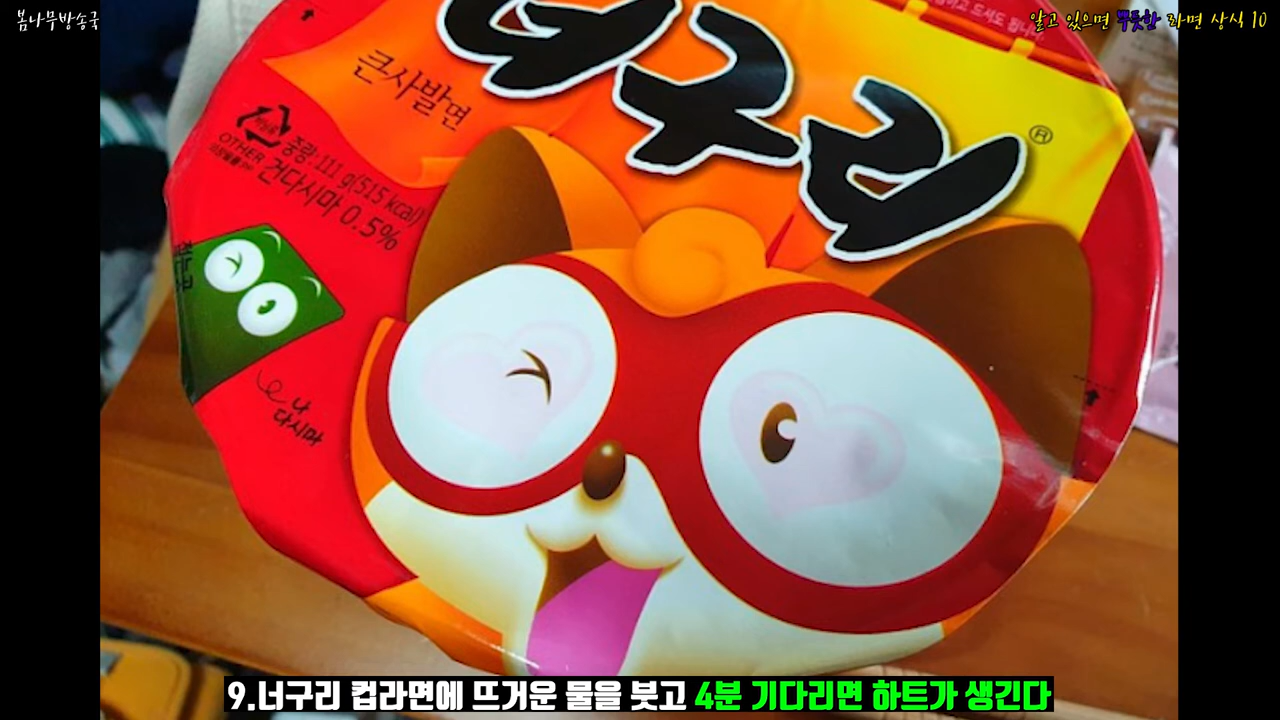 봄나무방송국
알고 있으면 뿌듯한 라면 상식 10
너구리
®
큰사발면
OTHER
중량: 111 g(515 kcal)
건다시마 0.5%
나
다시마
9.너구리 컵라면에 뜨거운 물을 붓고 4분 기다리면 하트가 생긴다